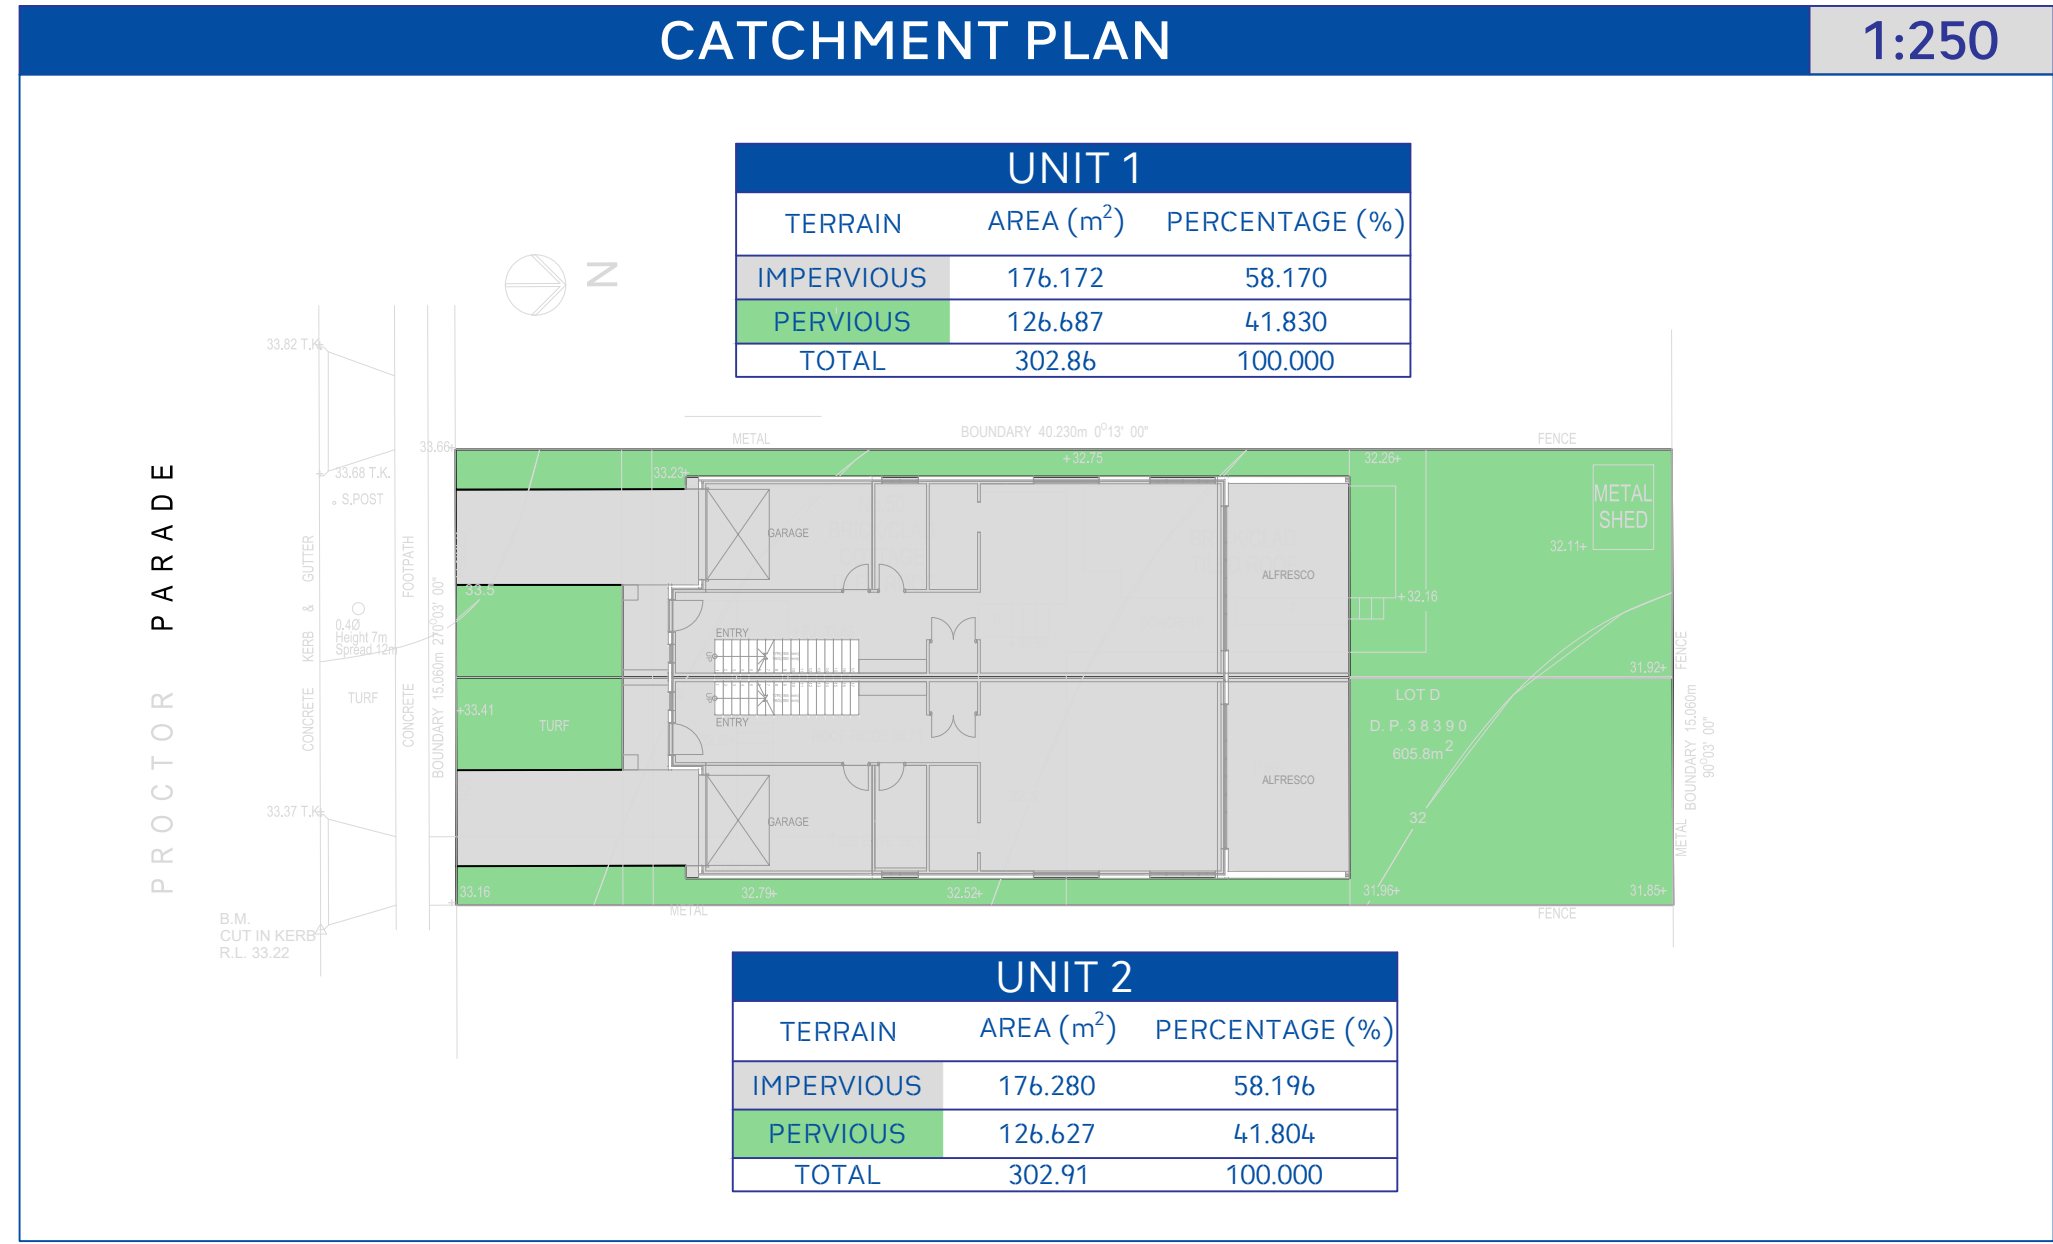 CATCHMENT PLAN
1:250
UNIT 1
TERRAIN AREA (m²) PERCENTAGE (%)
IMPERVIOUS 176.172 58.170
PERVIOUS 126.687 41.830
TOTAL 302.86 100.000
N
33.82 T.K.
33.66+
METAL
BOUNDARY 40.230m 0°13' 00"
FENCE
33.68 T.K.
S.POST
33.23+
+32.75
32.26+
METAL
SHED
32.11+
GARAGE
ALFRESCO
33.5
+32.16
0.4Ø
Height 7m
Spread 12m
ENTRY
31.92+
FENCE
PROCTOR PARADE
CONCRETE KERB & GUTTER
TURF
CONCRETE FOOTPATH
BOUNDARY 15.060m 270°03' 00"
+33.41
TURF
ENTRY
LOT D
D. P. 3 8 3 9 0
605.8m²
ALFRESCO
GARAGE
32
METAL BOUNDARY 15.060m
90°03' 00"
33.37 T.K.
33.16
32.79+
32.52+
31.96+
31.85+
METAL
FENCE
B.M.
CUT IN KERB
R.L. 33.22
UNIT 2
TERRAIN AREA (m²) PERCENTAGE (%)
IMPERVIOUS 176.280 58.196
PERVIOUS 126.627 41.804
TOTAL 302.91 100.000